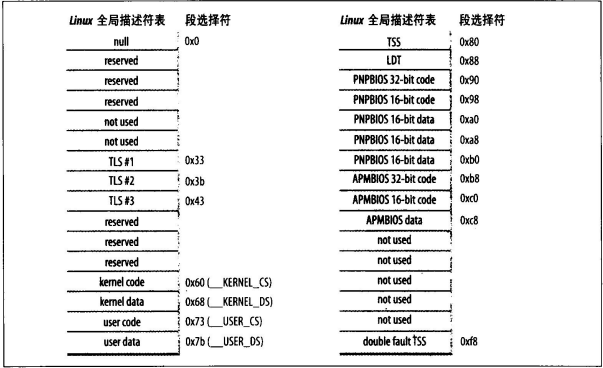 Linux 全局描述符表 段选择符
null 0x0
reserved
reserved
reserved
not used
not used
TLS #1 0x33
TLS #2 0x3b
TLS #3 0x43
reserved
reserved
reserved
kernel code 0x60 (__KERNEL_CS)
kernel data 0x68 (__KERNEL_DS)
user code 0x73 (__USER_CS)
user data 0x7b (__USER_DS)
Linux 全局描述符表 段选择符
TSS 0x80
LDT 0x88
PNPBIOS 32-bit code 0x90
PNPBIOS 16-bit code 0x98
PNPBIOS 16-bit data 0xa0
PNPBIOS 16-bit data 0xa8
PNPBIOS 16-bit data 0xb0
APMBIOS 32-bit code 0xb8
APMBIOS 16-bit code 0xc0
APMBIOS data 0xc8
not used
not used
not used
not used
not used
double fault TSS 0xf8